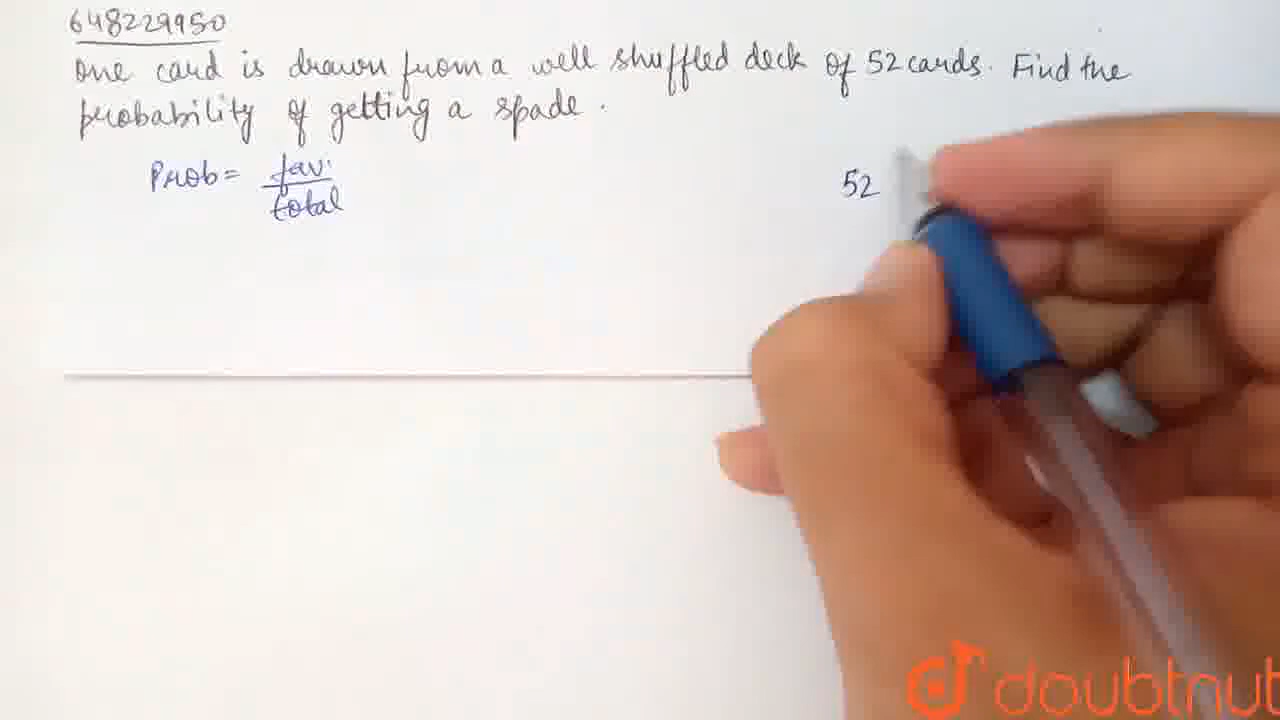 648229950
One card is drawn from a well shuffled deck of 52 cards. Find the
probability of getting a spade.
Prob = fav.
total
52
doubtnut